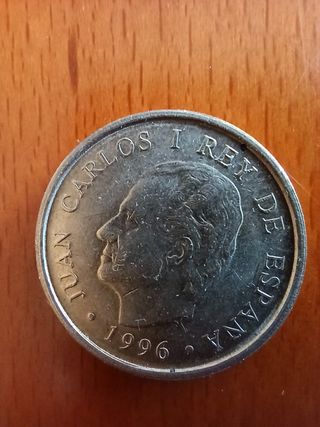 JUAN CARLOS I REY DE ESPAÑA
• 1996 •